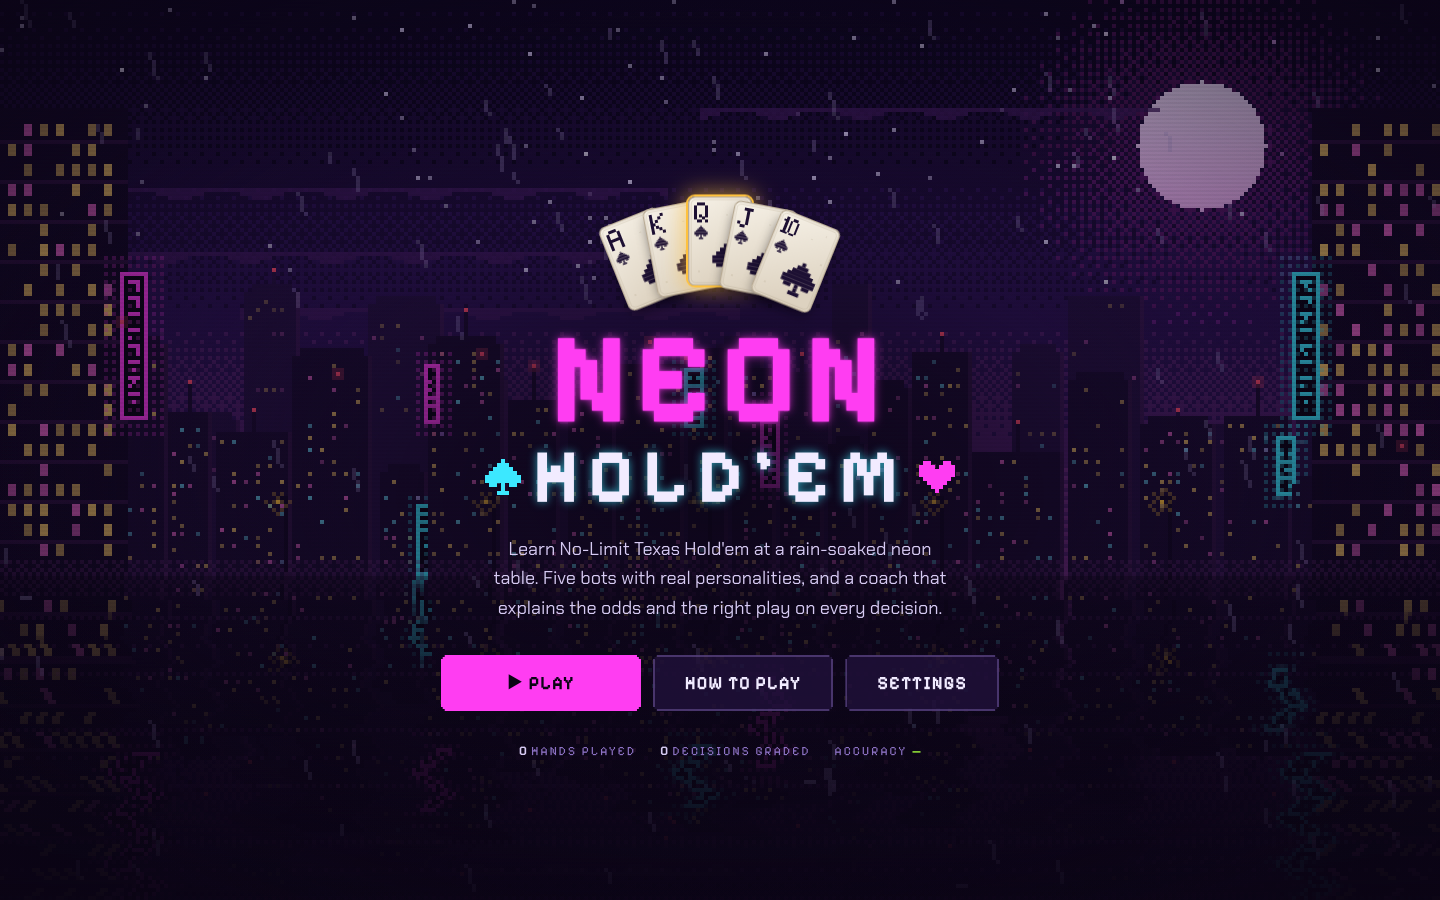 A K Q J 10
NEON
HOLD'EM
Learn No-Limit Texas Hold'em at a rain-soaked neon
table. Five bots with real personalities, and a coach that
explains the odds and the right play on every decision.
PLAY HOW TO PLAY SETTINGS
0 HANDS PLAYED 0 DECISIONS GRADED ACCURACY —